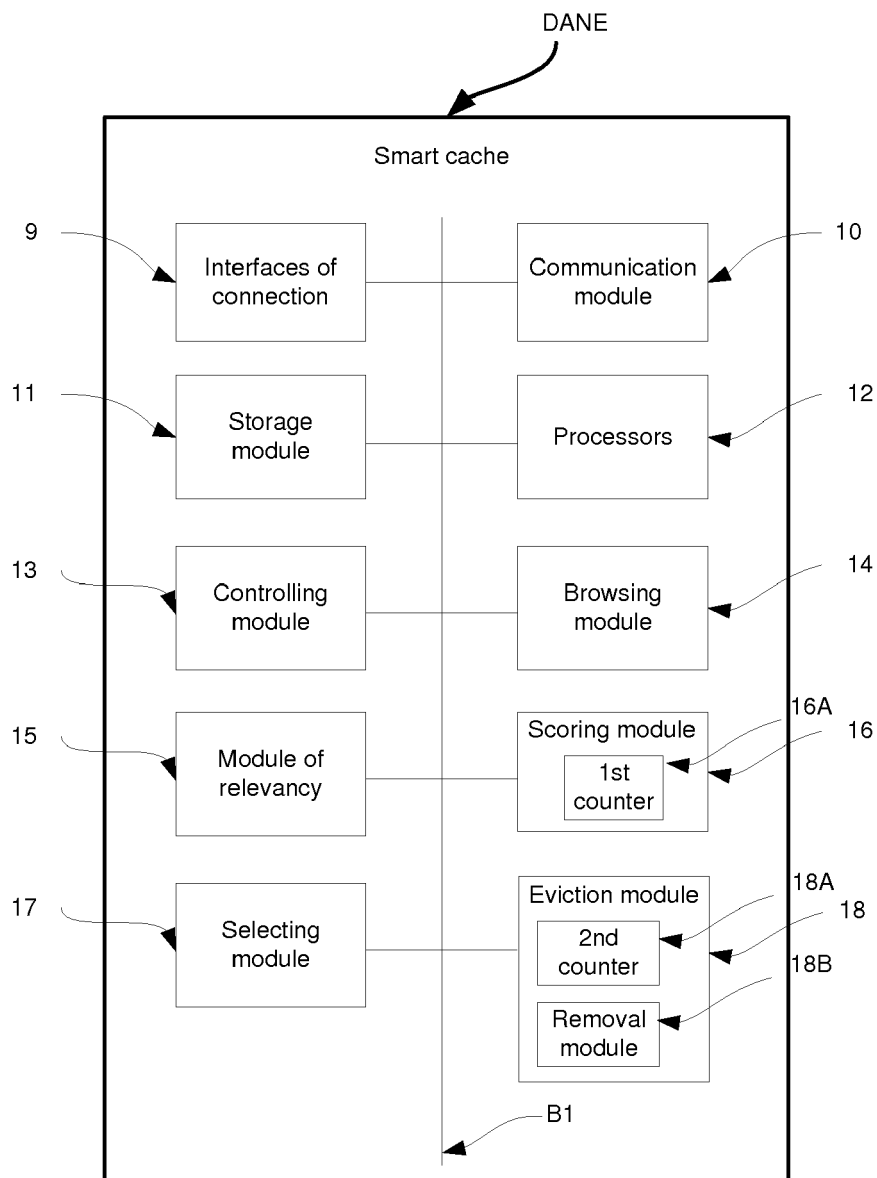 DANE
Smart cache
9
Interfaces of
connection
Communication
module
10
11
Storage
module
Processors
12
13
Controlling
module
Browsing
module
14
15
Module of
relevancy
Scoring module
1st
counter
16A
16
17
Selecting
module
Eviction module
2nd
counter
Removal
module
18A
18
18B
B1